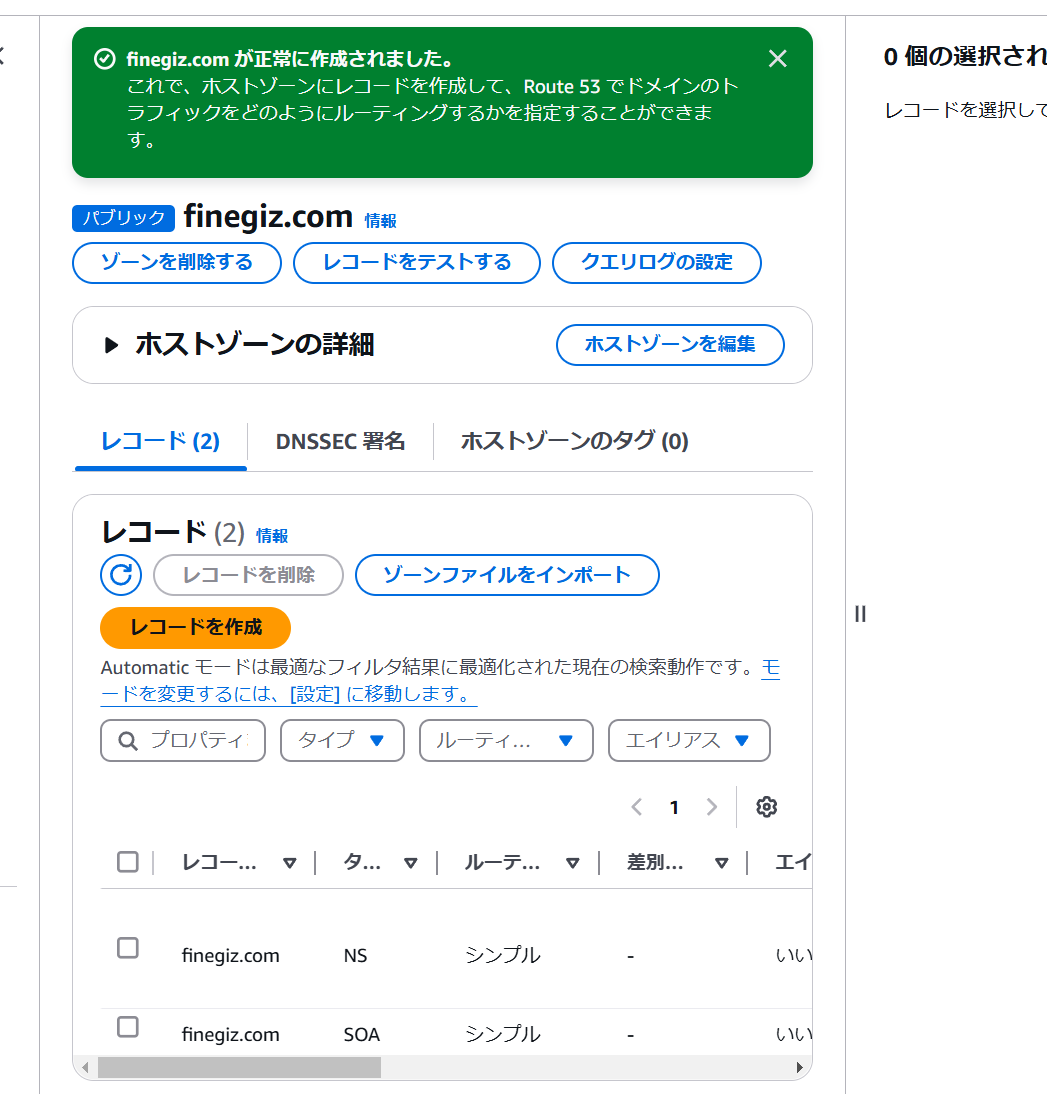 finegiz.com が正常に作成されました。
これで、ホストゾーンにレコードを作成して、Route 53 でドメインのト
ラフィックをどのようにルーティングするかを指定することができま
す。
0 個の選択され
レコードを選択して
パブリック finegiz.com 情報
ゾーンを削除する レコードをテストする クエリログの設定
ホストゾーンの詳細 ホストゾーンを編集
レコード (2) DNSSEC 署名 ホストゾーンのタグ (0)
レコード (2) 情報
レコードを削除 ゾーンファイルをインポート
レコードを作成
Automatic モードは最適なフィルタ結果に最適化された現在の検索動作です。モ
ードを変更するには、[設定] に移動します。
プロパティ タイプ ルーティ... エイリアス
1
レコー... タ... ルーテ... 差別... エイ
finegiz.com NS シンプル - いい
finegiz.com SOA シンプル - いい